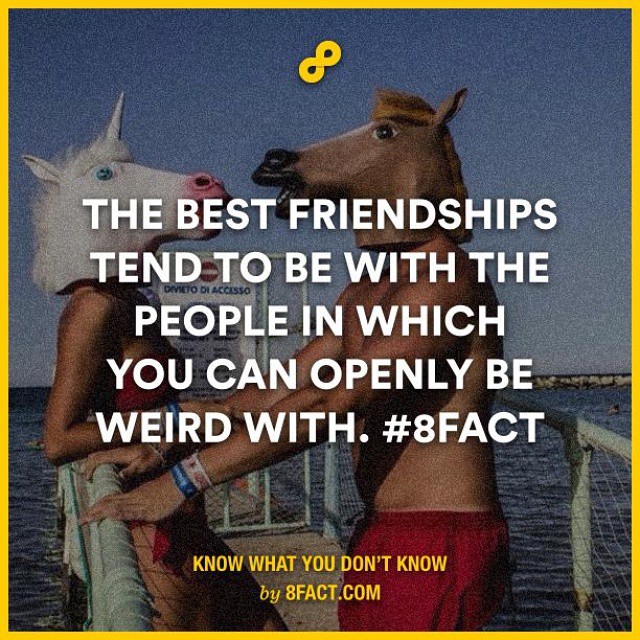 DIVIETO DI ACCESSO
THE BEST FRIENDSHIPS
TEND TO BE WITH THE
PEOPLE IN WHICH
YOU CAN OPENLY BE
WEIRD WITH. #8FACT
KNOW WHAT YOU DON'T KNOW
by 8FACT.COM